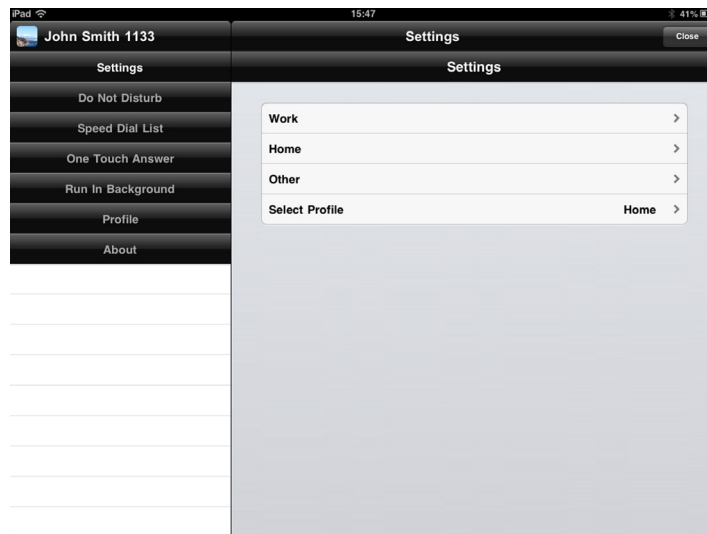 iPad 15:47 41%
John Smith 1133
Settings
Close
Settings
Do Not Disturb
Speed Dial List
One Touch Answer
Run In Background
Profile
About
Settings
Work
Home
Other
Select Profile Home